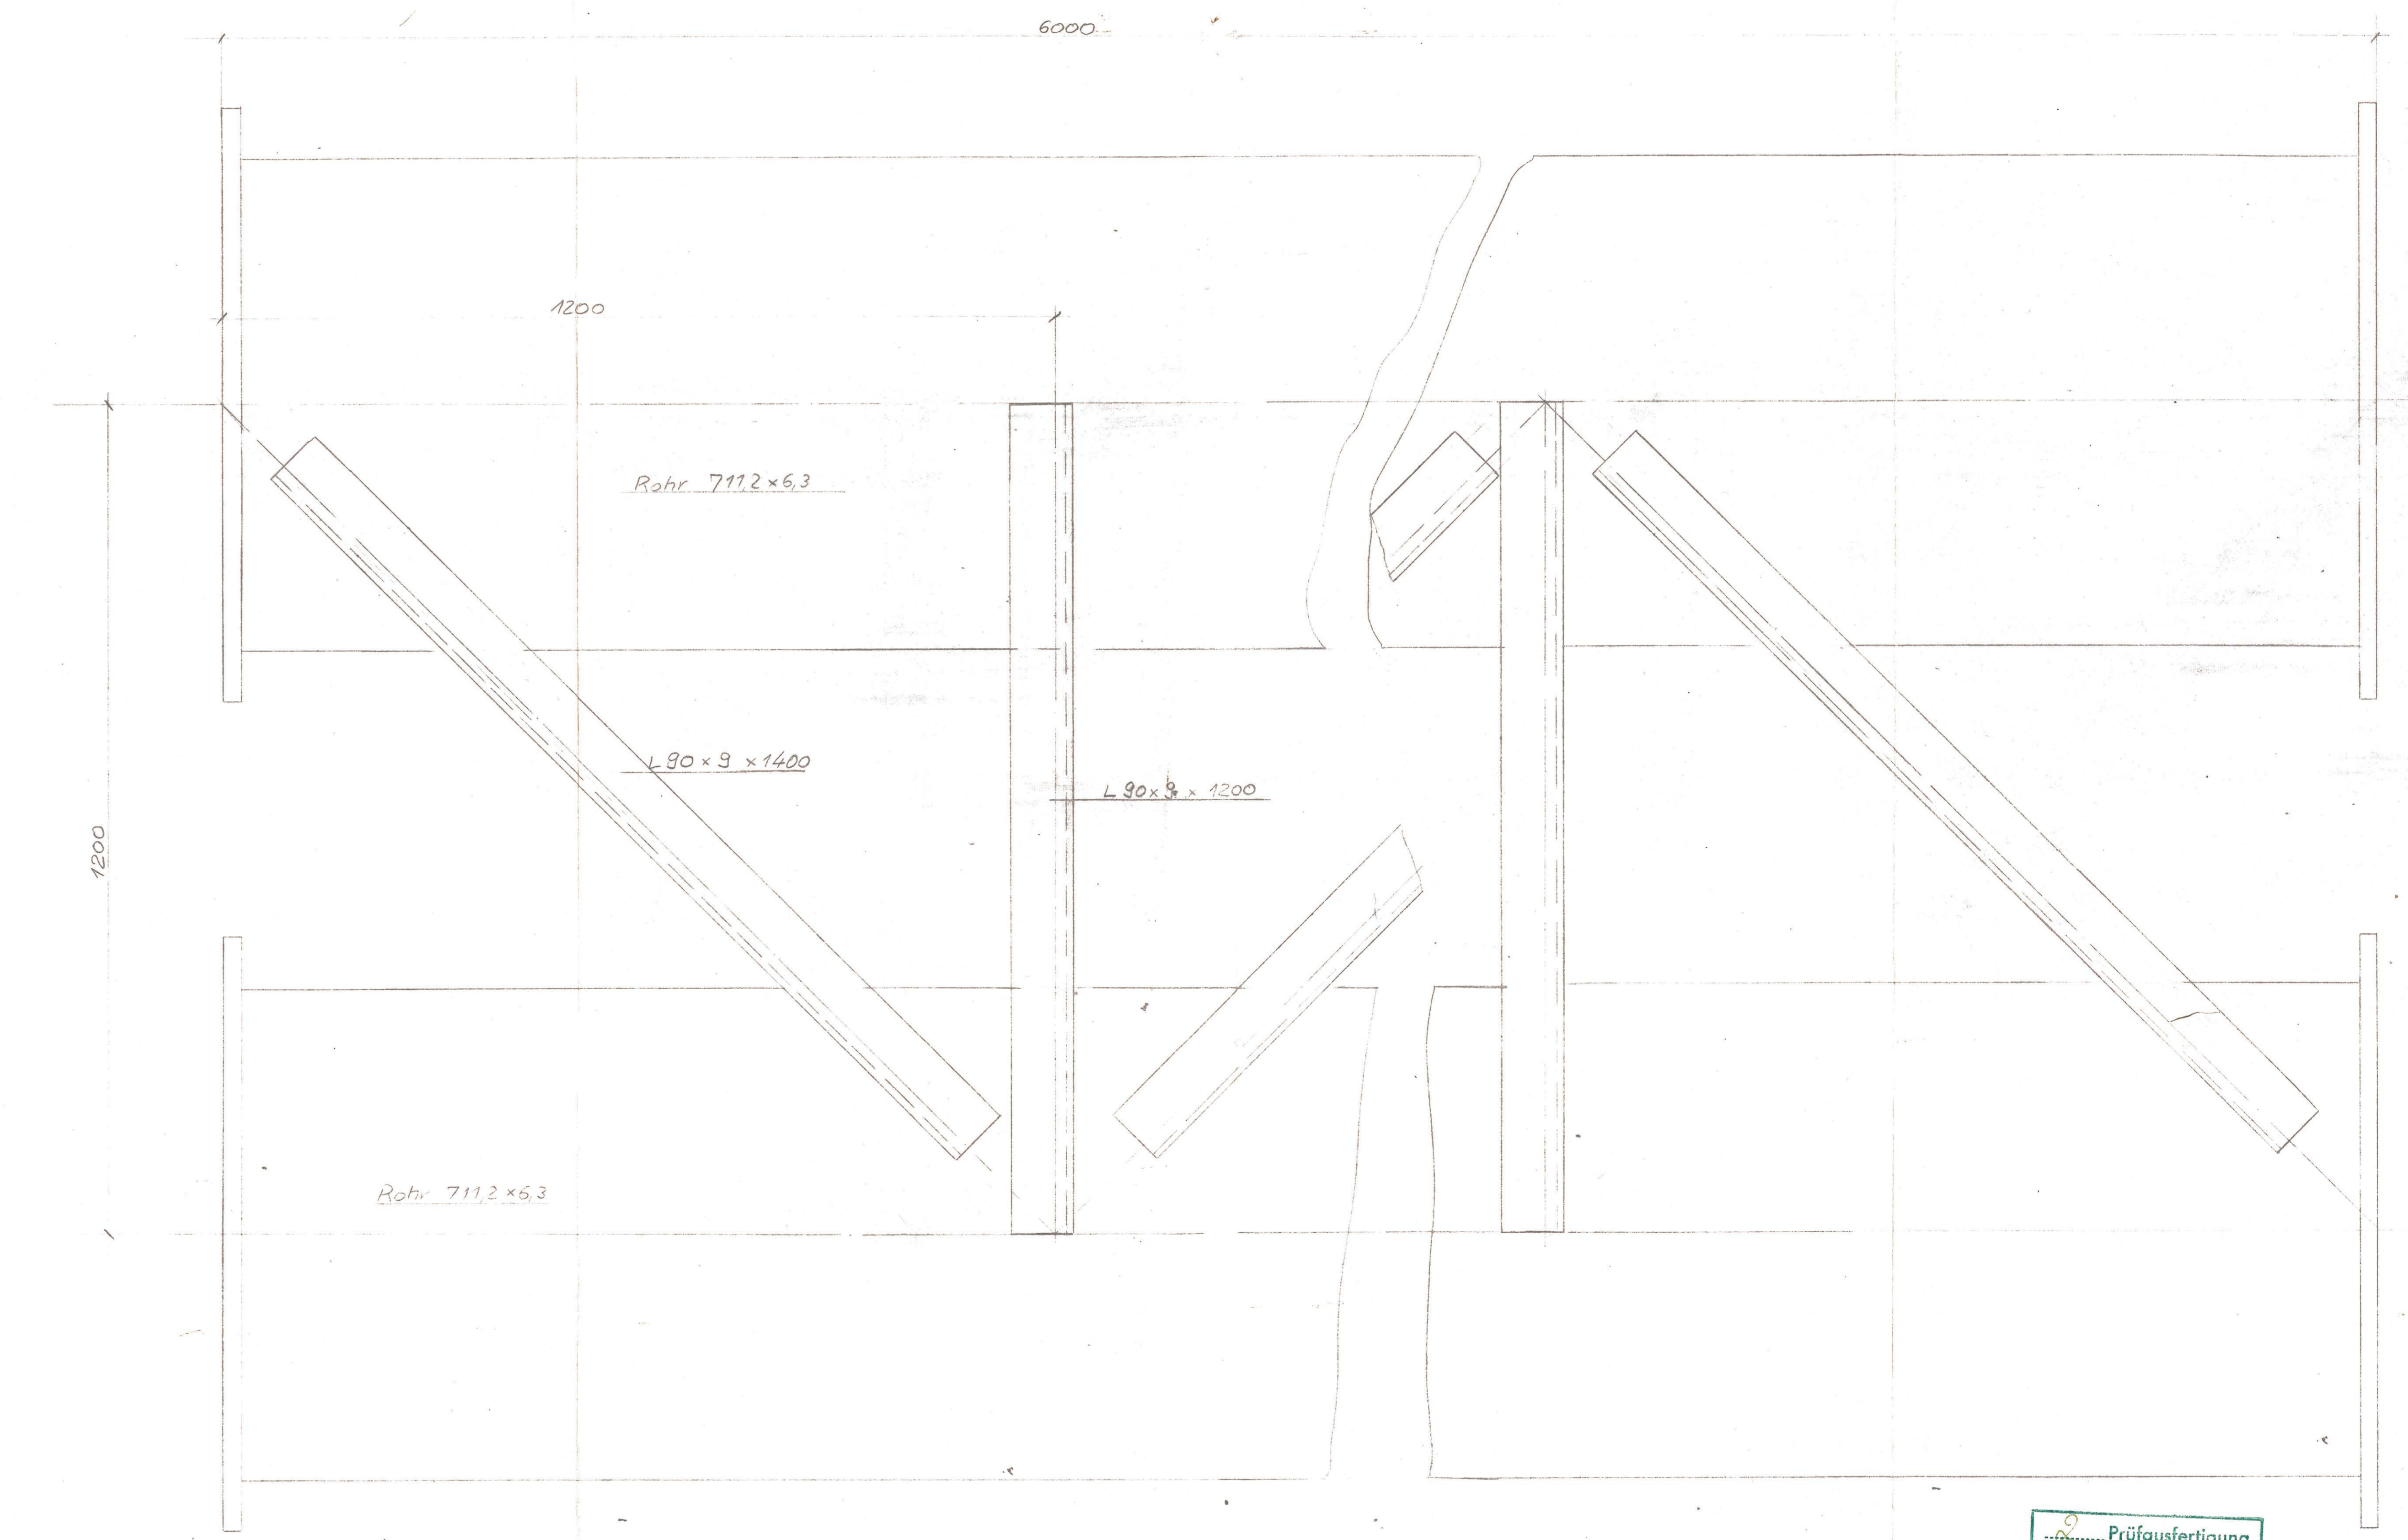 6000
1200
Rohr 711,2×6,3
L 90×9 ×1400
L 90×9 × 1200
1200
Rohr 711,2×6,3
2 Prüfausfertigung